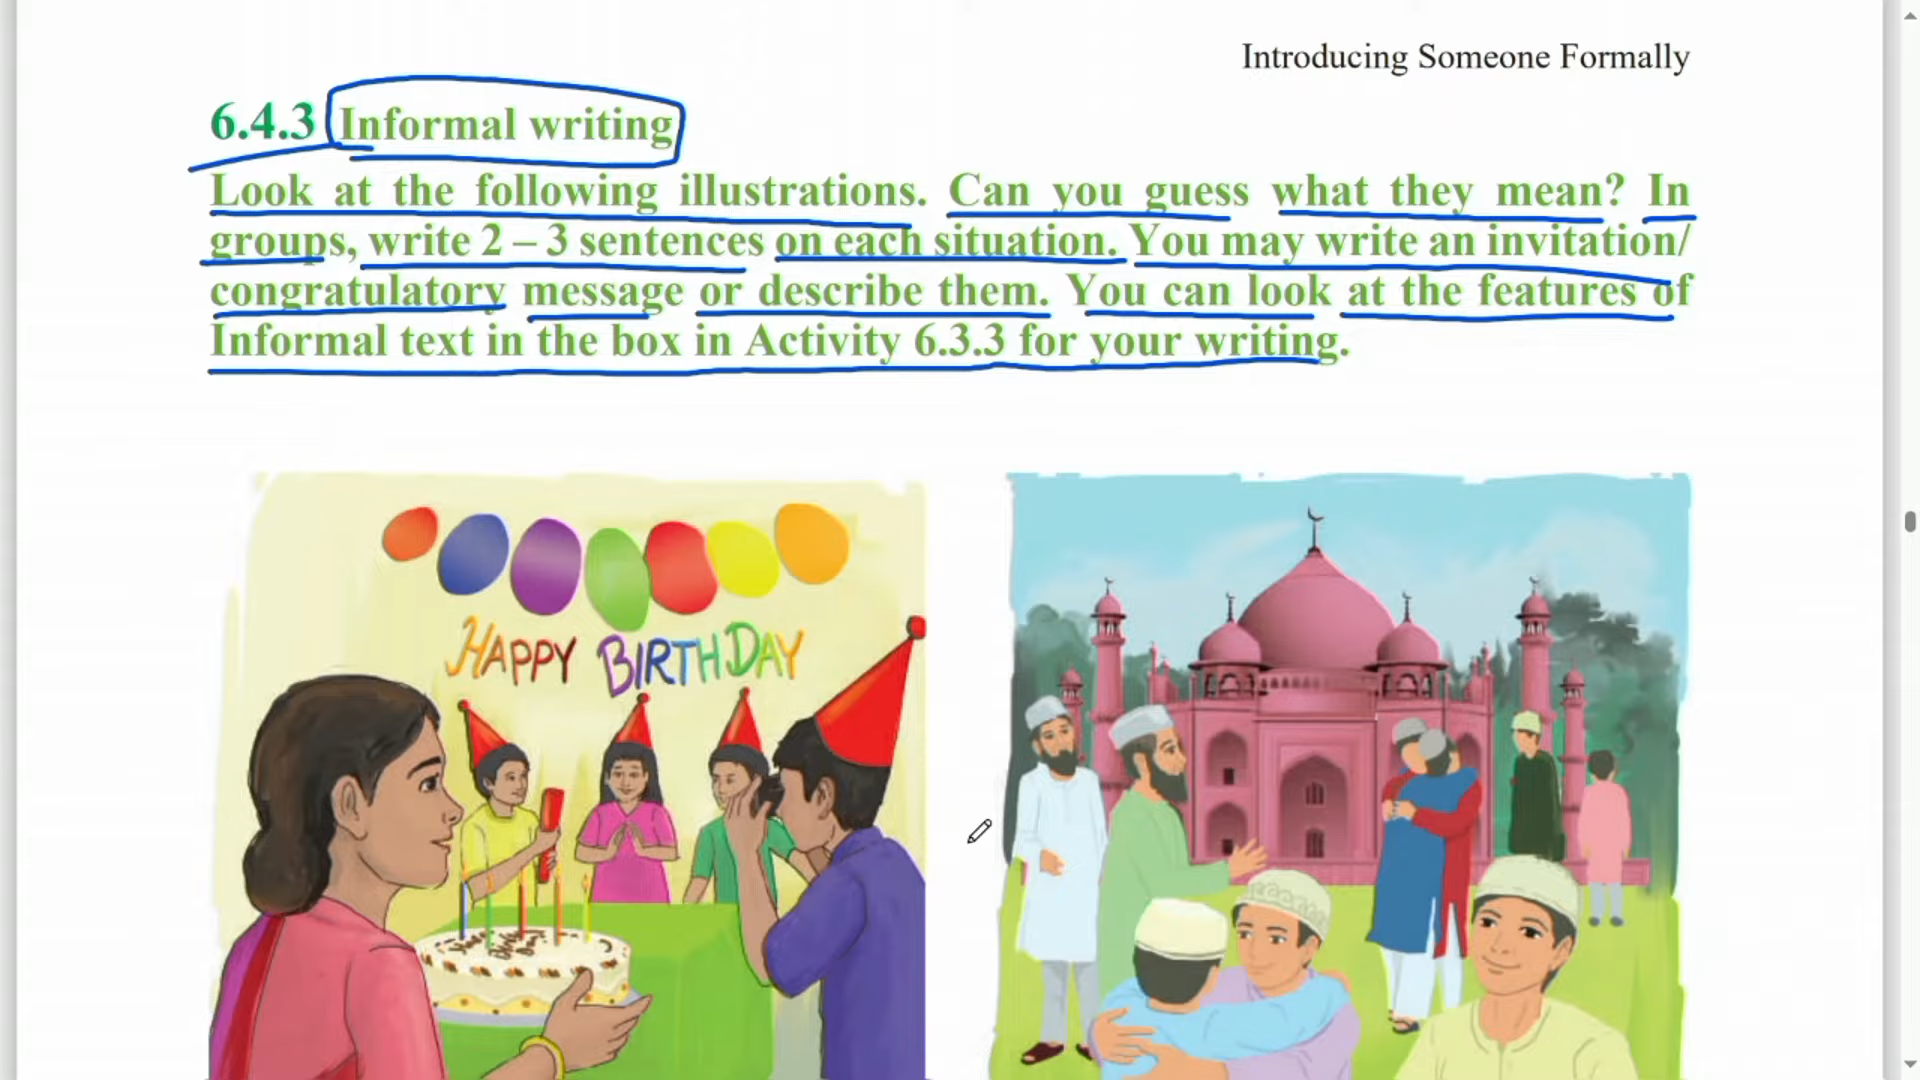 Introducing Someone Formally
6.4.3 Informal writing
Look at the following illustrations. Can you guess what they mean? In
groups, write 2 – 3 sentences on each situation. You may write an invitation/
congratulatory message or describe them. You can look at the features of
Informal text in the box in Activity 6.3.3 for your writing.
HAPPY BIRTHDAY